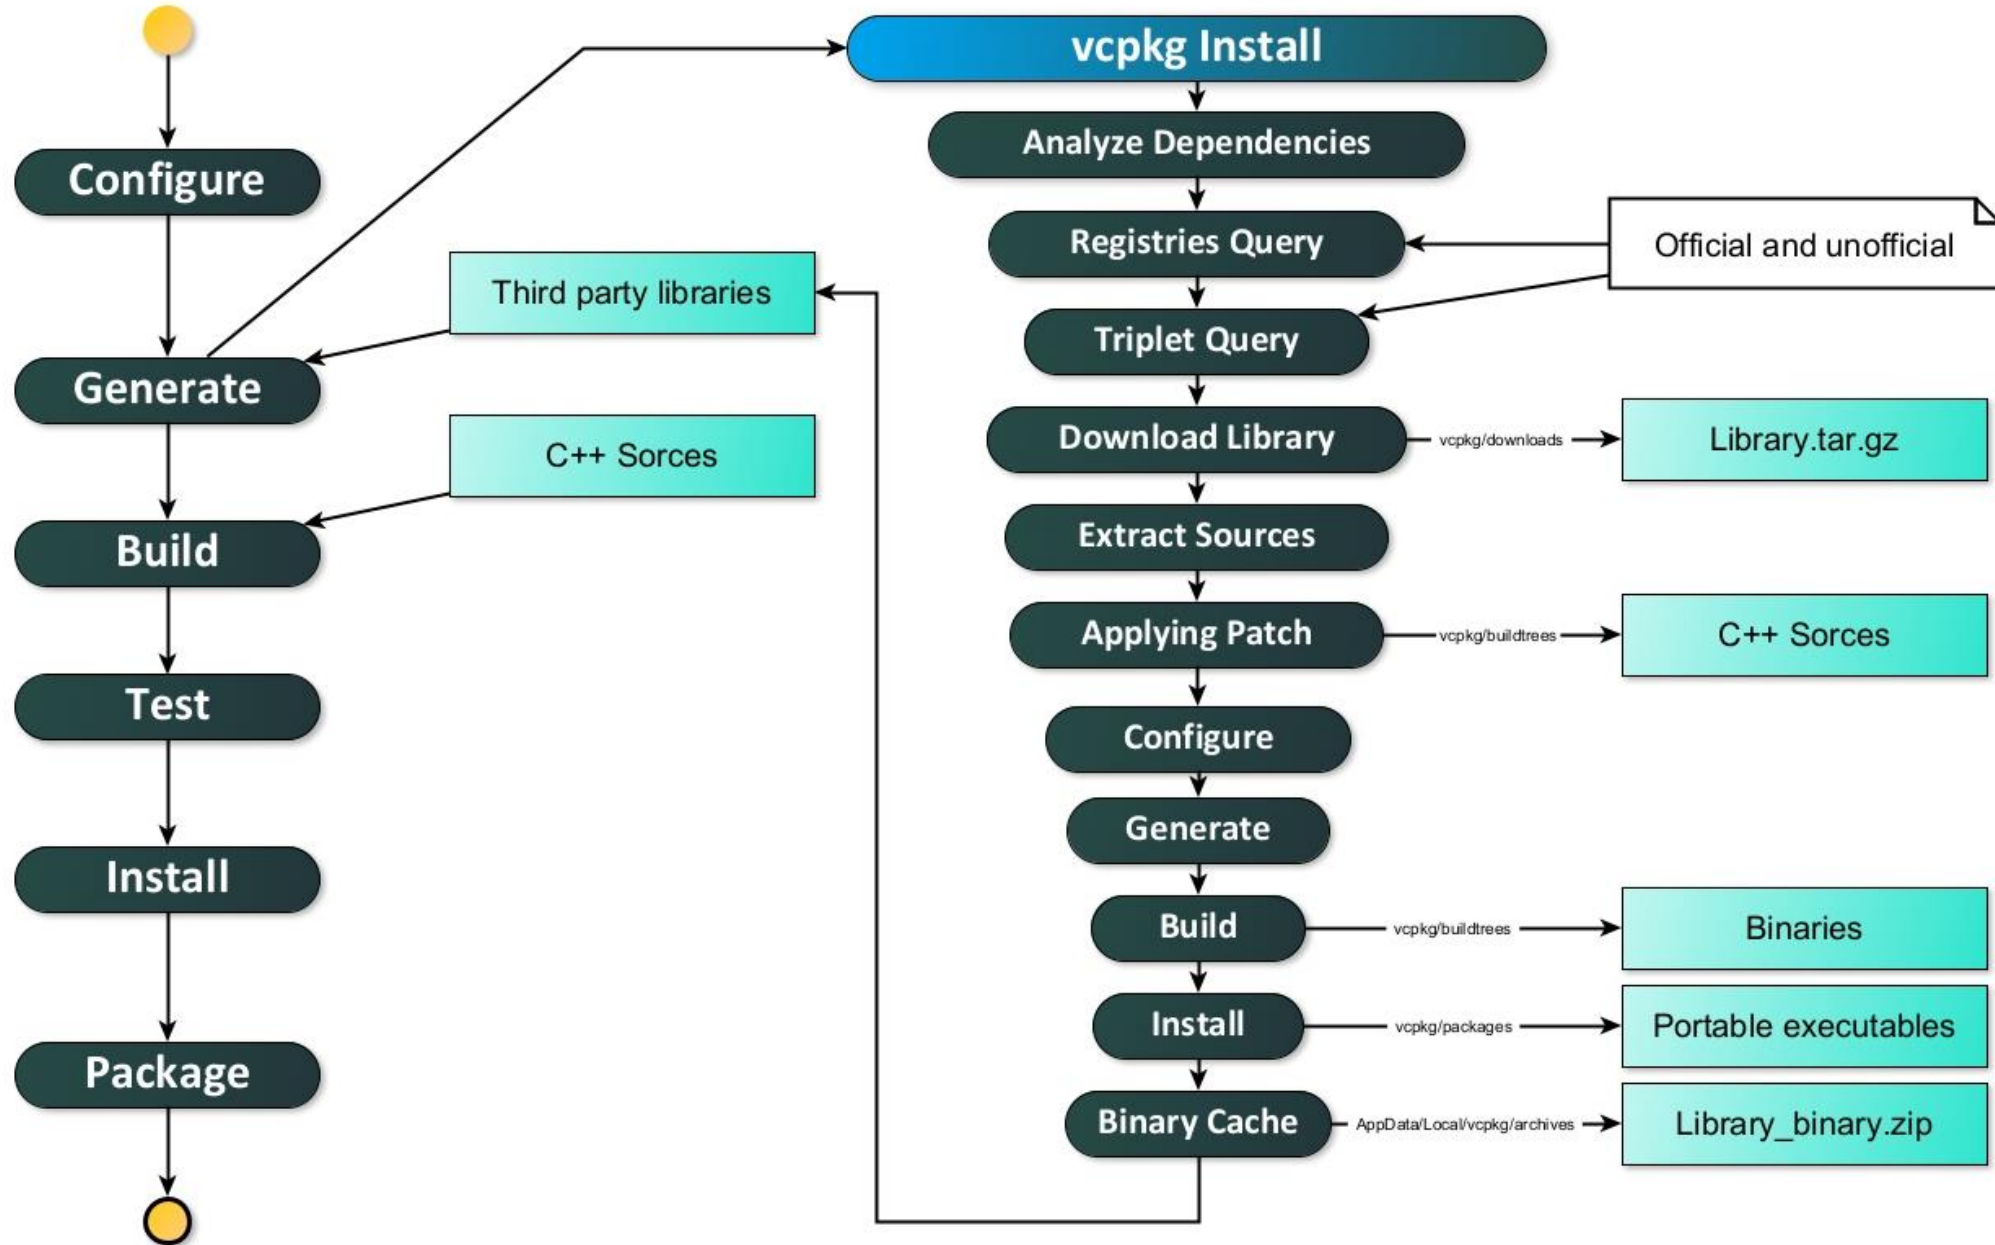 Configure
Generate
Build
Test
Install
Package
Third party libraries
C++ Sorces
vcpkg Install
Analyze Dependencies
Registries Query
Official and unofficial
Triplet Query
Download Library
vcpkg/downloads
Library.tar.gz
Extract Sources
Applying Patch
vcpkg/buildtrees
C++ Sorces
Configure
Generate
Build
vcpkg/buildtrees
Binaries
Install
vcpkg/packages
Portable executables
Binary Cache
AppData/Local/vcpkg/archives
Library_binary.zip